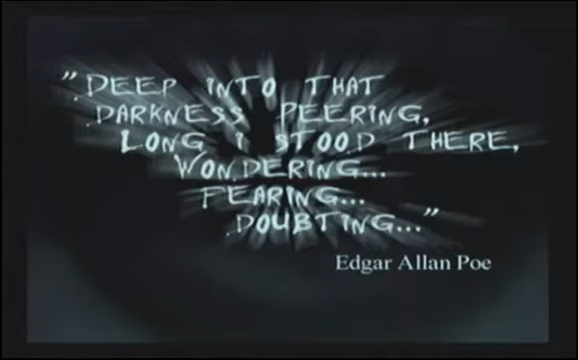 "DEEP INTO THAT
DARKNESS PEERING,
LONG I STOOD THERE,
WONDERING...
FEARING...
DOUBTING..."
Edgar Allan Poe